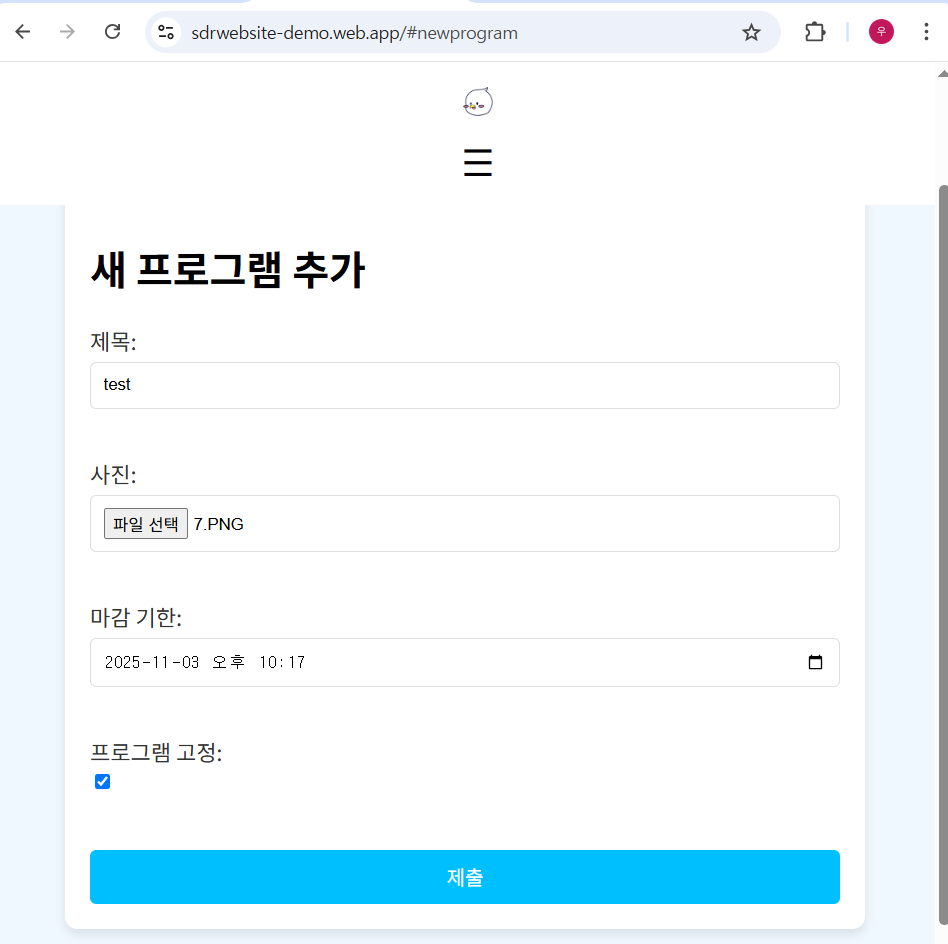 sdrwebsite-demo.web.app/#newprogram
우
새 프로그램 추가
제목:
test
사진:
파일 선택 7.PNG
마감 기한:
2025-11-03 오후 10:17
프로그램 고정:
제출